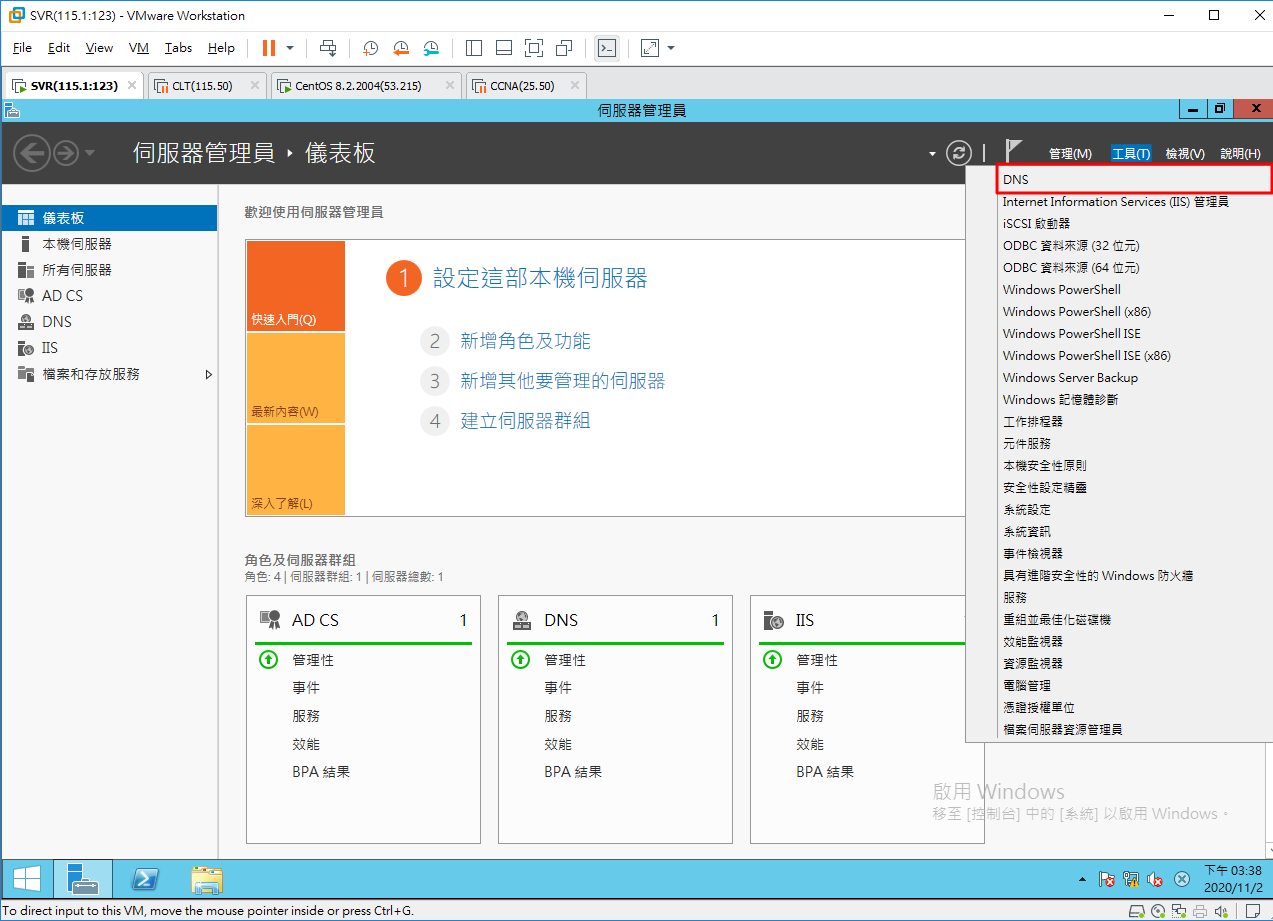 SVR(115.1:123) - VMware Workstation
File Edit View VM Tabs Help
SVR(115.1:123) CLT(115.50) CentOS 8.2.2004(53.215) CCNA(25.50)
伺服器管理員
伺服器管理員 儀表板
管理(M) 工具(T) 檢視(V) 說明(H)
儀表板
本機伺服器
所有伺服器
AD CS
DNS
IIS
檔案和存放服務
歡迎使用伺服器管理員
快速入門(Q)
最新內容(W)
深入了解(L)
1 設定這部本機伺服器
2 新增角色及功能
3 新增其他要管理的伺服器
4 建立伺服器群組
角色及伺服器群組
角色: 4 | 伺服器群組: 1 | 伺服器總數: 1
AD CS 1
管理性
事件
服務
效能
BPA 結果
DNS 1
管理性
事件
服務
效能
BPA 結果
IIS
管理性
事件
服務
效能
BPA 結果
DNS
Internet Information Services (IIS) 管理員
iSCSI 啟動器
ODBC 資料來源 (32 位元)
ODBC 資料來源 (64 位元)
Windows PowerShell
Windows PowerShell (x86)
Windows PowerShell ISE
Windows PowerShell ISE (x86)
Windows Server Backup
Windows 記憶體診斷
工作排程器
元件服務
本機安全性原則
安全性設定精靈
系統設定
系統資訊
事件檢視器
具有進階安全性的 Windows 防火牆
服務
重組並最佳化磁碟機
效能監視器
資源監視器
電腦管理
憑證授權單位
檔案伺服器資源管理員
啟用 Windows
移至 [控制台] 中的 [系統] 以啟用 Windows。
下午 03:38
2020/11/2
To direct input to this VM, move the mouse pointer inside or press Ctrl+G.